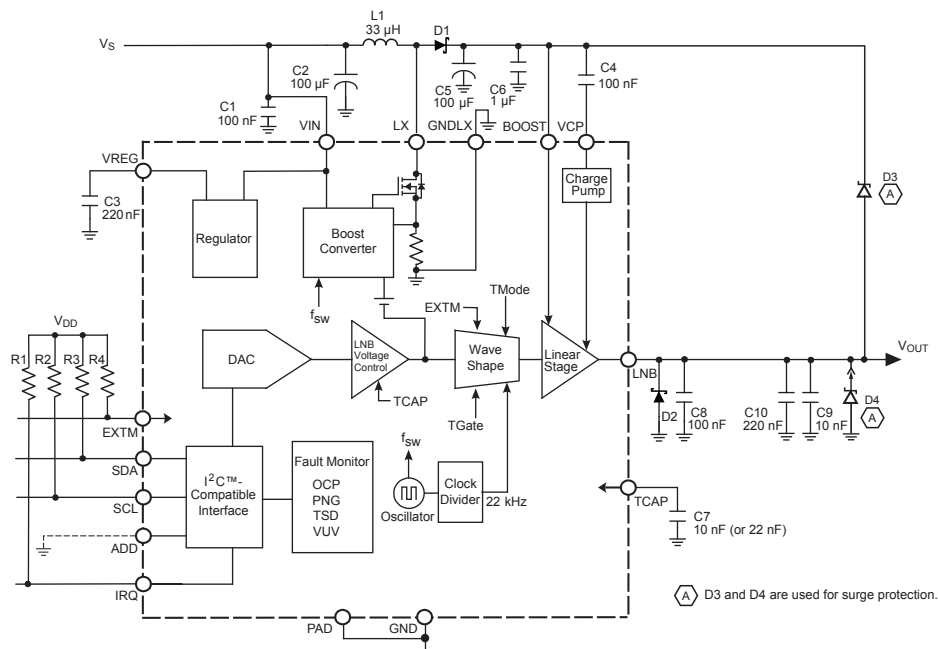 L1
33 µH
D1
VS
C2
100 µF
C5
100 µF
C6
1 µF
C4
100 nF
C1
100 nF
VIN
LX
GNDLX
BOOST
VCP
VREG
C3
220 nF
Regulator
Boost
Converter
Charge
Pump
D3
A
fsw
TMode
EXTM
VDD
R1
R2
R3
R4
DAC
LNB
Voltage
Control
Wave
Shape
Linear
Stage
VOUT
LNB
TCAP
TGate
D2
C8
100 nF
C10
220 nF
C9
10 nF
D4
A
EXTM
SDA
SCL
ADD
IRQ
I2C™-
Compatible
Interface
Fault Monitor
OCP
PNG
TSD
VUV
fsw
Oscillator
Clock
Divider
22 kHz
TCAP
C7
10 nF (or 22 nF)
A D3 and D4 are used for surge protection.
PAD
GND